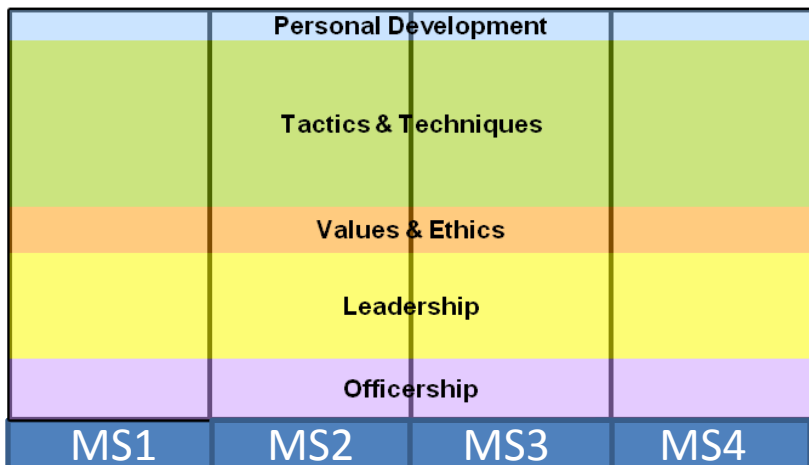 Personal Development
Tactics & Techniques
Values & Ethics
Leadership
Officership
MS1 MS2 MS3 MS4